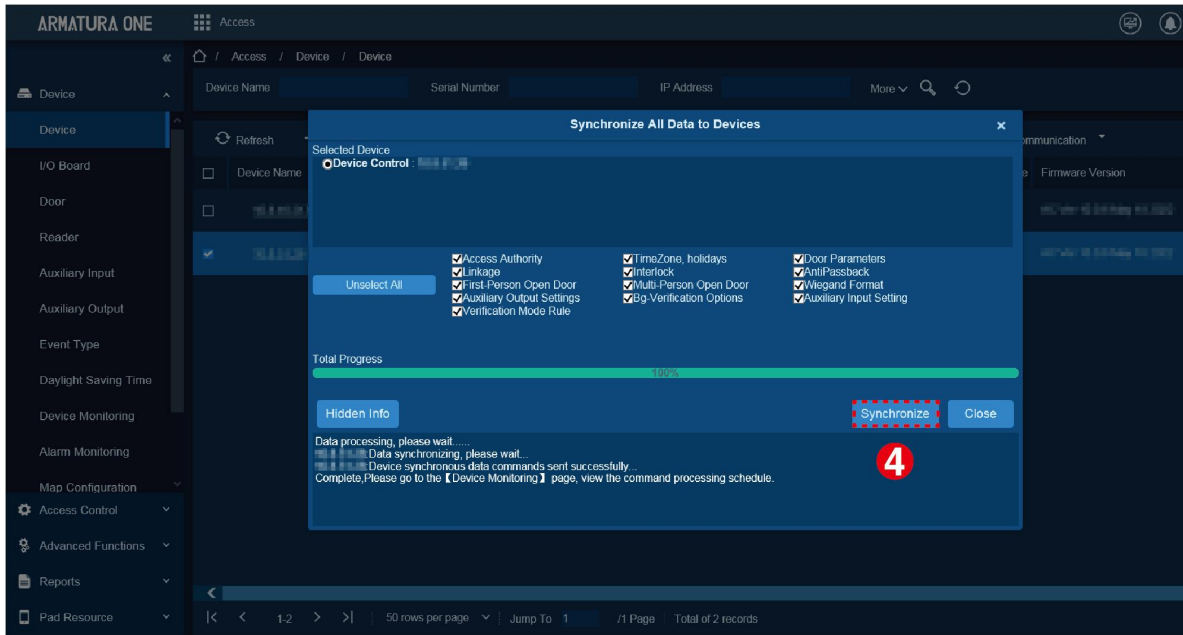 ARMATURA ONE
Access
« / Access / Device / Device
Device
Device Name Serial Number IP Address More
Device
I/O Board
Door
Reader
Auxiliary Input
Auxiliary Output
Event Type
Daylight Saving Time
Device Monitoring
Alarm Monitoring
Map Configuration
Access Control
Advanced Functions
Reports
Pad Resource
Refresh
Device Name
mmunication
e Firmware Version
Synchronize All Data to Devices ×
Selected Device
Device Control :
Unselect All
Access Authority TimeZone, holidays Door Parameters
Linkage Interlock AntiPassback
First-Person Open Door Multi-Person Open Door Wiegand Format
Auxiliary Output Settings Bg-Verification Options Auxiliary Input Setting
Verification Mode Rule
Total Progress
100%
Hidden Info Synchronize Close
4
Data processing, please wait......
:Data synchronizing, please wait...
:Device synchronous data commands sent successfully...
Complete,Please go to the【Device Monitoring】page, view the command processing schedule.
|< < 1-2 > >| 50 rows per page Jump To 1 /1 Page Total of 2 records